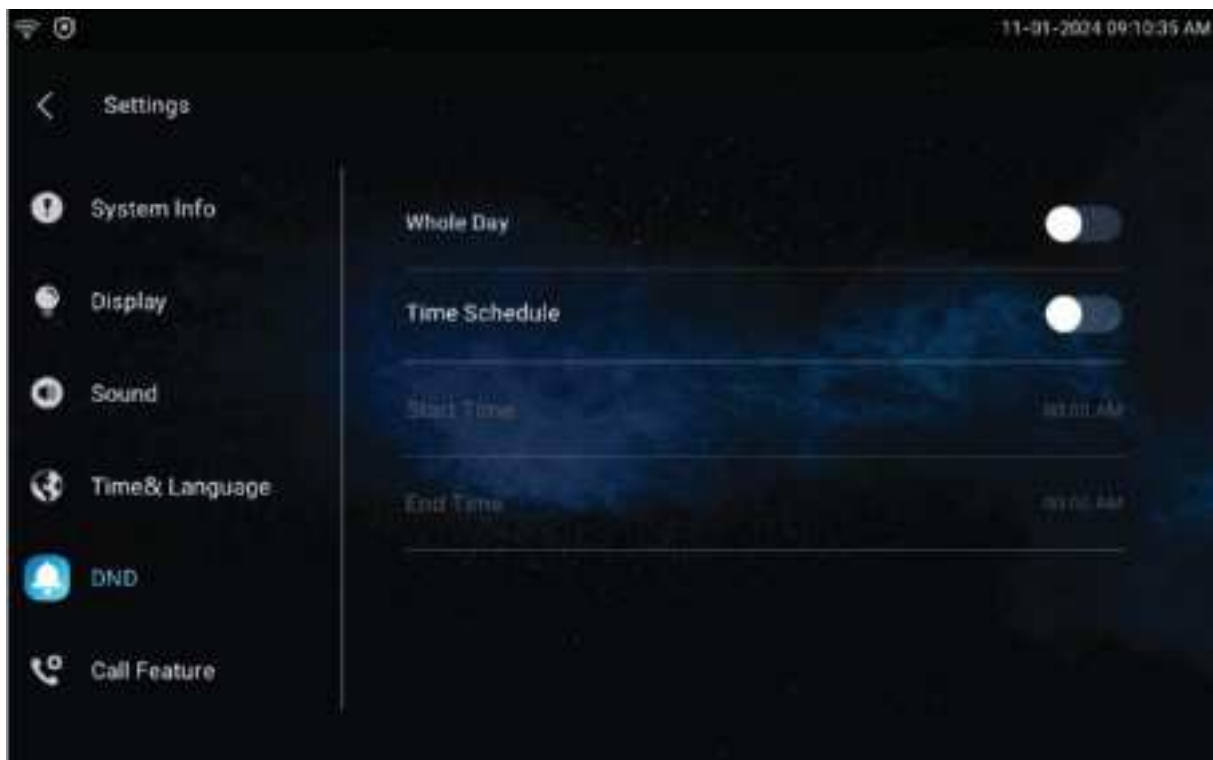 11-01-2024 09:10:35 AM
Settings
System Info
Display
Sound
Time& Language
DND
Call Feature
Whole Day
Time Schedule
Start Time
End Time